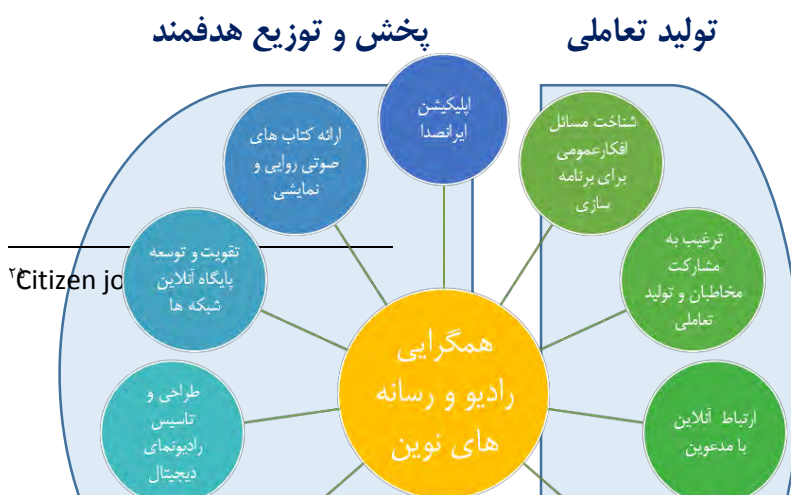 تولید تعاملی
پخش و توزیع هدفمند
شناخت مسائل
افکارعمومی
برای برنامه
سازی
ترغیب به
مشارکت
مخاطبان و تولید
تعاملی
ارتباط آنلاین
با مدعوین
اپلیکیشن
ایرانصدا
ارائه کتاب های
صوتی روایی و
نمایشی
تقویت و توسعه
پایگاه آنلاین
شبکه ها
طراحی و
تاسیس
رادیونمای
دیجیتال
همگرایی
رادیو و رسانه
های نوین
Citizen